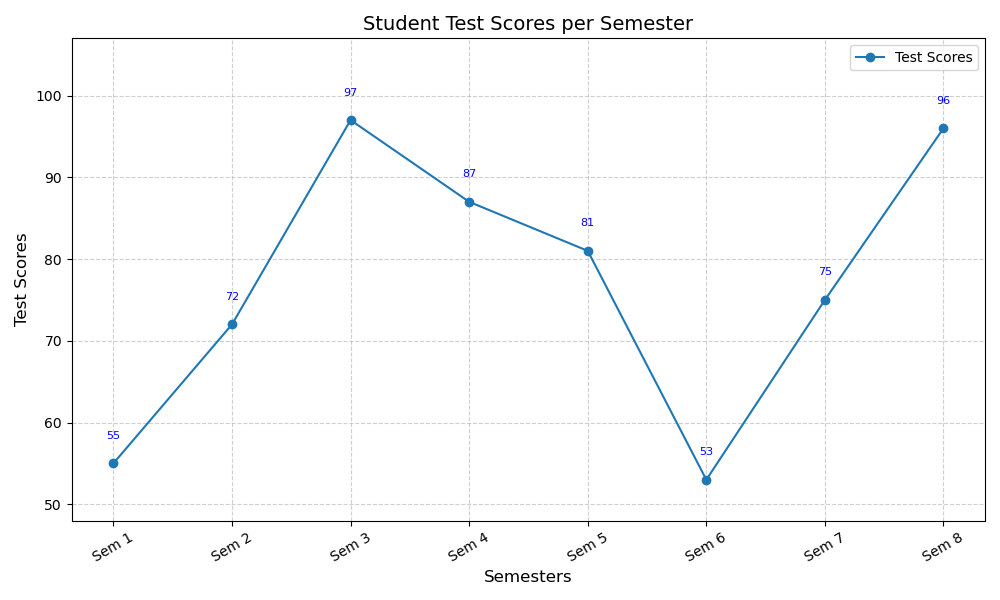 Student Test Scores per Semester
Test Scores
100
90
80
70
60
50
Test Scores
55
72
97
87
81
53
75
96
Sem 1
Sem 2
Sem 3
Sem 4
Sem 5
Sem 6
Sem 7
Sem 8
Semesters